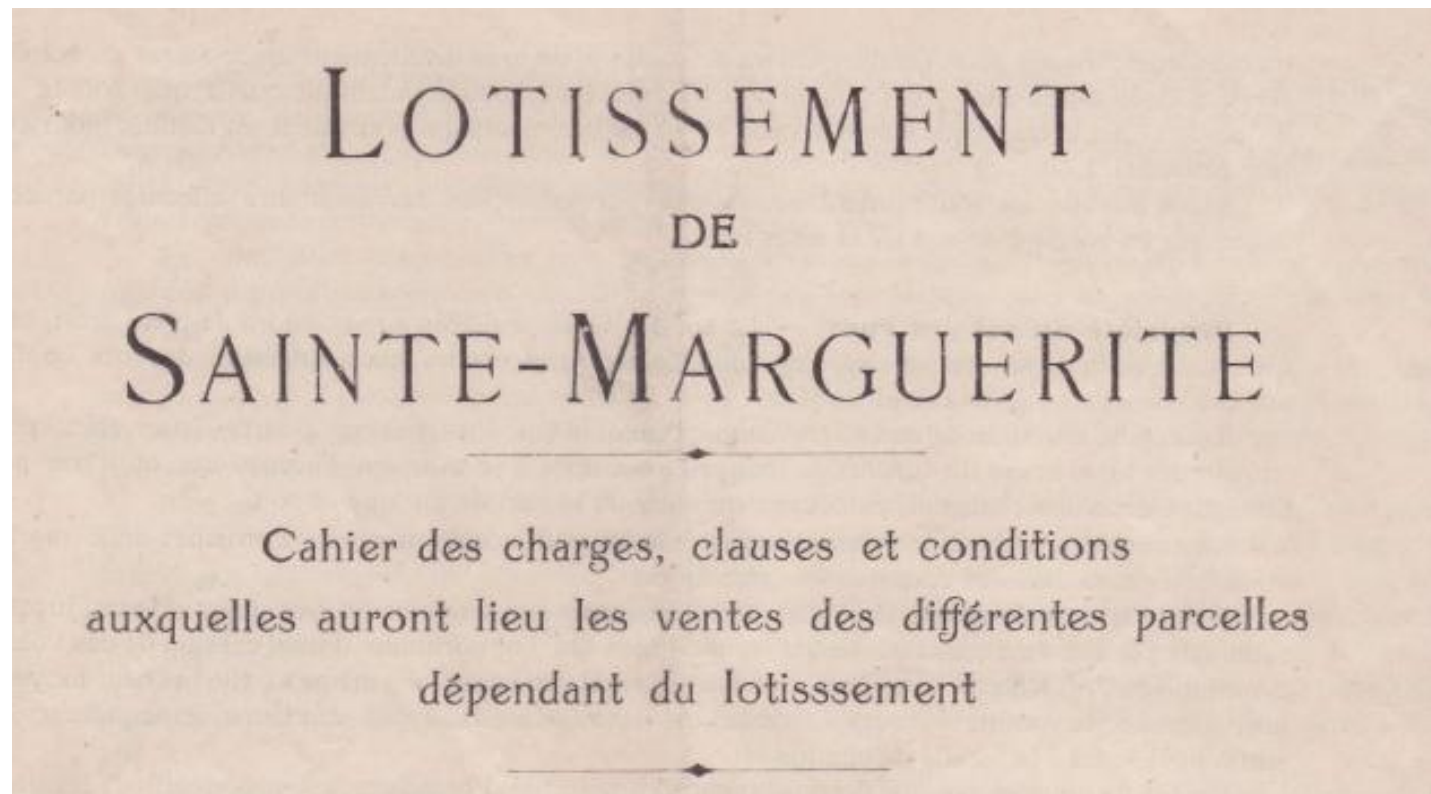 LOTISSEMENT
DE
SAINTE-MARGUERITE
Cahier des charges, clauses et conditions
auxquelles auront lieu les ventes des différentes parcelles
dépendant du lotisssement